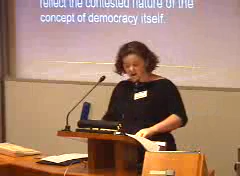 reflect the contested nature of the
concept of democracy itself.